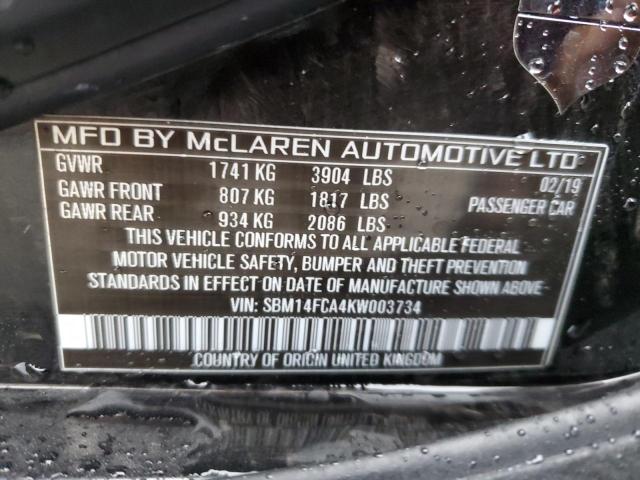 MFD BY McLAREN AUTOMOTIVE LTD
GVWR 1741 KG 3904 LBS 02/19
GAWR FRONT 807 KG 1817 LBS PASSENGER CAR
GAWR REAR 934 KG 2086 LBS
THIS VEHICLE CONFORMS TO ALL APPLICABLE FEDERAL
MOTOR VEHICLE SAFETY, BUMPER AND THEFT PREVENTION
STANDARDS IN EFFECT ON DATE OF MANUFACTURE SHOWN ABOVE.
VIN: SBM14FCA4KW003734
COUNTRY OF ORIGIN UNITED KINGDOM